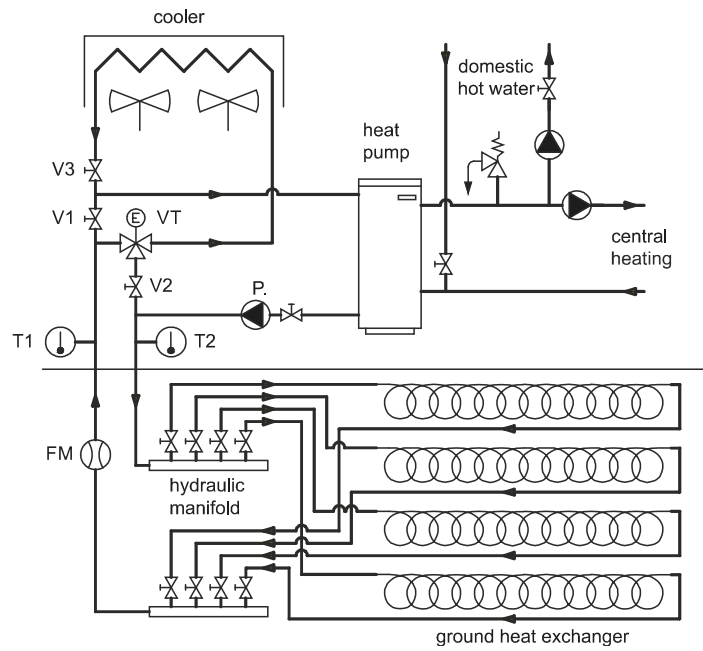 cooler
domestic
hot water
heat
pump
V3
V1
E
VT
central
heating
V2
P.
T1
T2
FM
hydraulic
manifold
ground heat exchanger